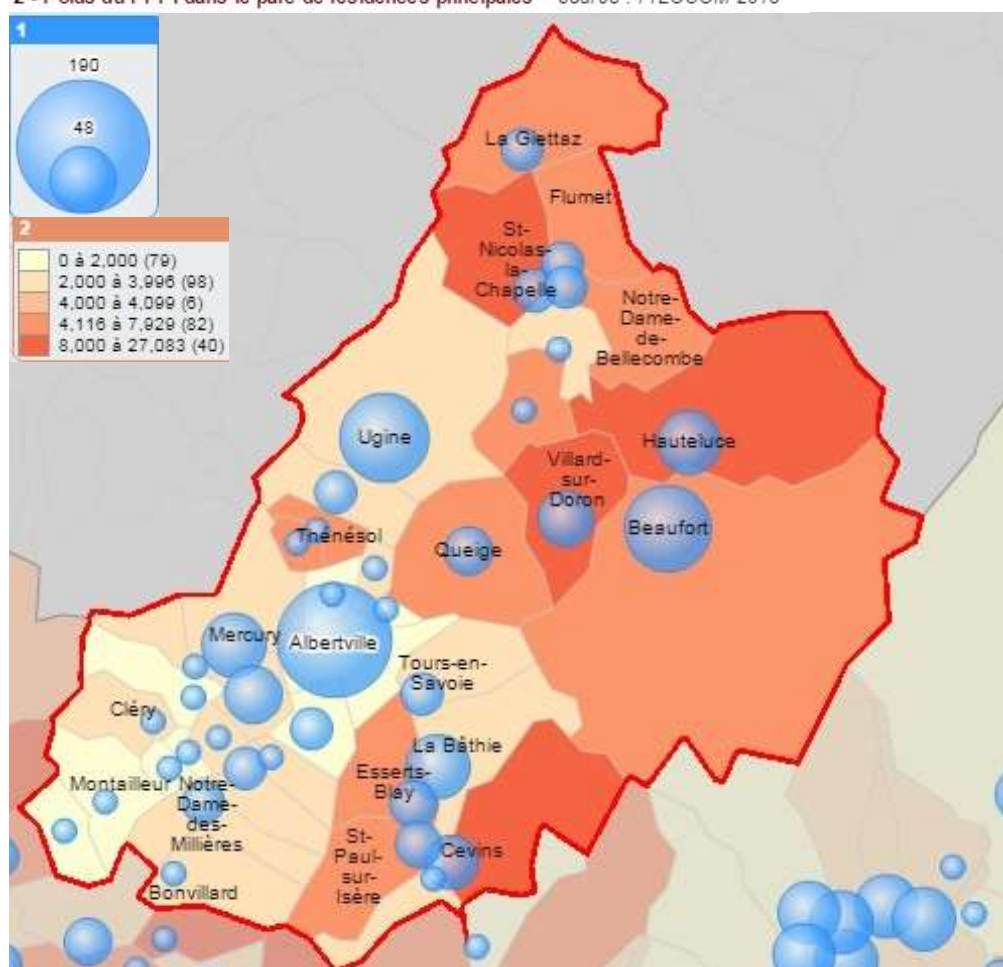 1
190
48
2
0 à 2,000 (79)
2,000 à 3,996 (98)
4,000 à 4,099 (6)
4,116 à 7,929 (82)
8,000 à 27,083 (40)
La Giettaz
Flumet
St-
Nicolas-
la-
Chapelle
Notre-
Dame-
de-
Bellecombe
Ugine
Hauteluce
Villard-
sur-
Doron
Beaufort
Thénésol
Queige
Mercury
Albertville
Tours-en-
Savoie
Cléry
La Bâthie
Esserts-
Blay
Montailleur
Notre-
Dame-
des-
Millières
St-
Paul-
sur-
Isère
Cevins
Bonvillard